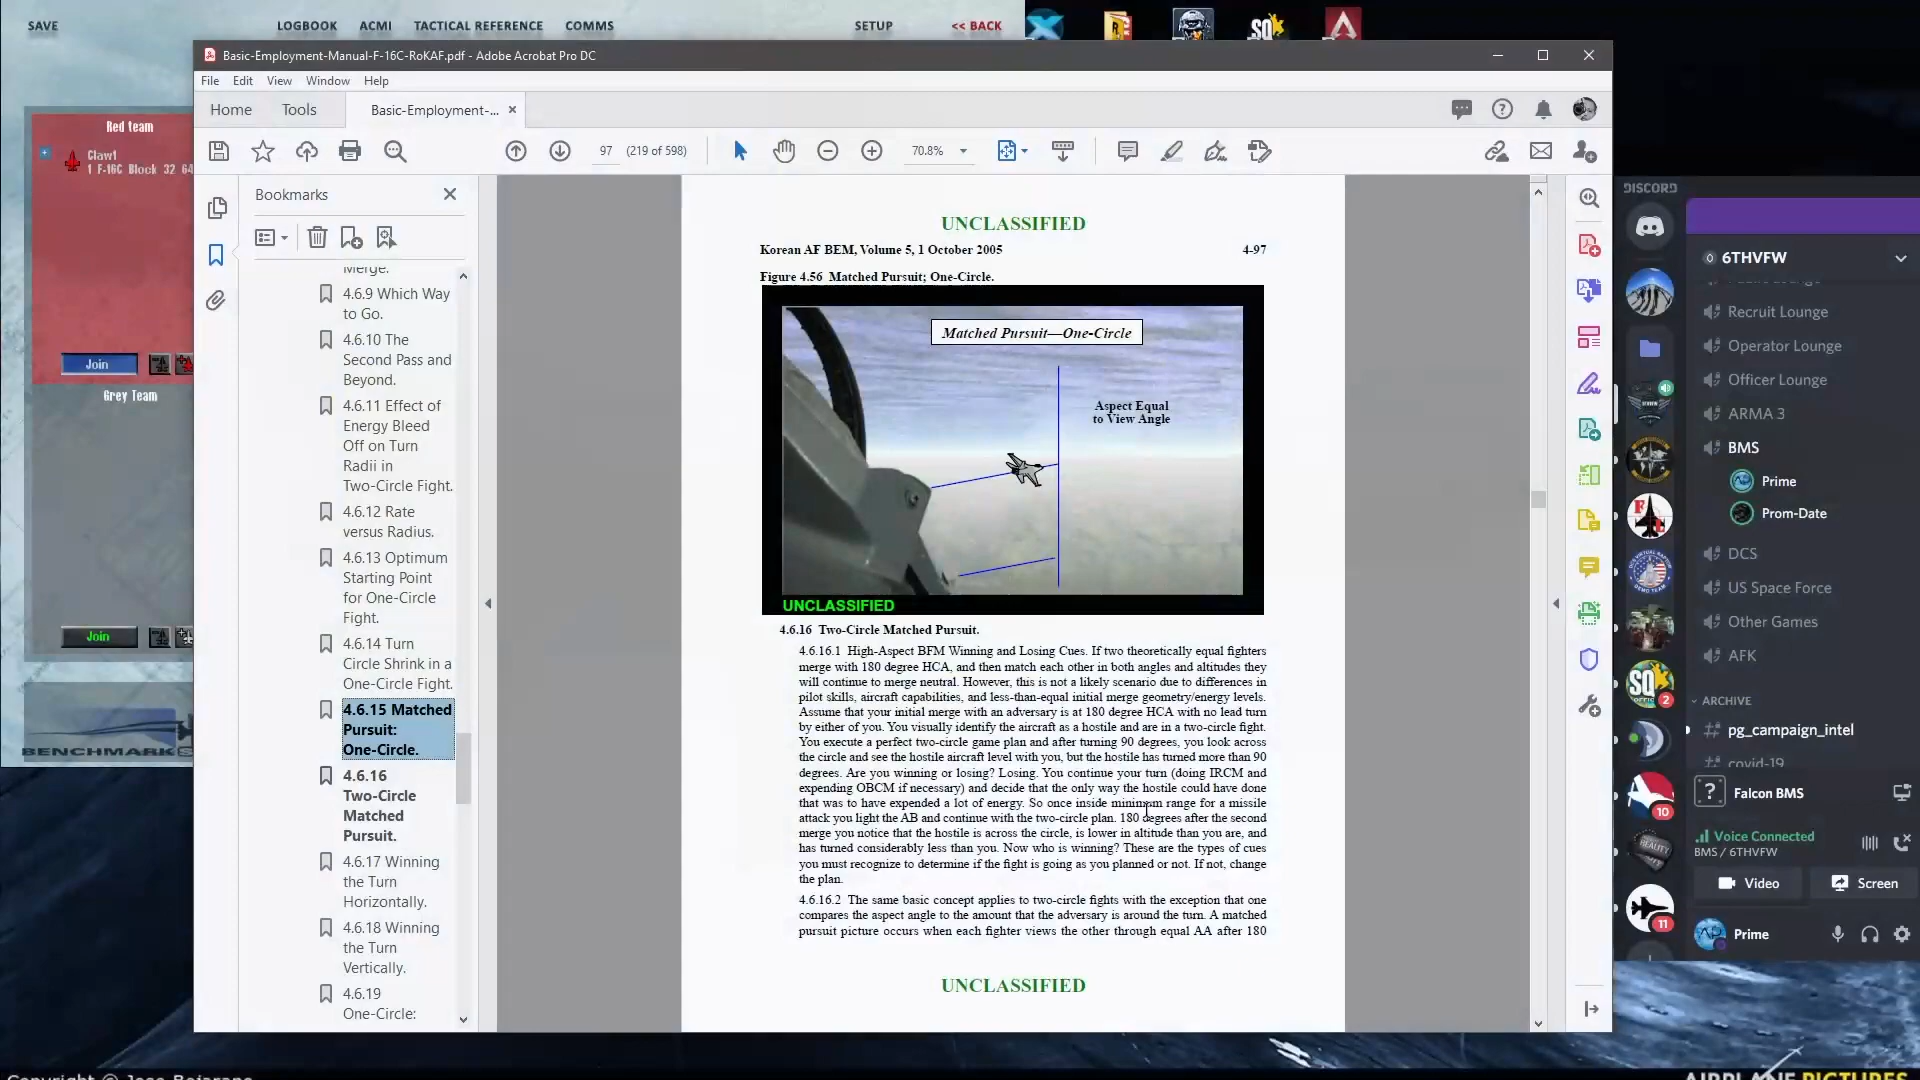 SAVE
LOGBOOK
ACMI
TACTICAL REFERENCE
COMMS
SETUP
<< BACK
Basic-Employment-Manual-F-16C-RoKAF.pdf - Adobe Acrobat Pro DC
File
Edit
View
Window
Help
Home
Tools
Basic-Employment-...
97
(219 of 598)
70.8%
Red team
Claw1
1 F-16C Block 32 64
Join
Grey Team
Join
BENCHMARK
Bookmarks
Merge.
4.6.9 Which Way
to Go.
4.6.10 The
Second Pass and
Beyond.
4.6.11 Effect of
Energy Bleed
Off on Turn
Radii in
Two-Circle Fight.
4.6.12 Rate
versus Radius.
4.6.13 Optimum
Starting Point
for One-Circle
Fight.
4.6.14 Turn
Circle Shrink in a
One-Circle Fight.
4.6.15 Matched
Pursuit:
One-Circle.
4.6.16
Two-Circle
Matched
Pursuit.
4.6.17 Winning
the Turn
Horizontally.
4.6.18 Winning
the Turn
Vertically.
4.6.19
One-Circle:
UNCLASSIFIED
Korean AF BEM, Volume 5, 1 October 2005
4-97
Figure 4.56 Matched Pursuit; One-Circle.
Matched Pursuit—One-Circle
Aspect Equal
to View Angle
UNCLASSIFIED
4.6.16 Two-Circle Matched Pursuit.
4.6.16.1 High-Aspect BFM Winning and Losing Cues. If two theoretically equal fighters
merge with 180 degree HCA, and then match each other in both angles and altitudes they
will continue to merge neutral. However, this is not a likely scenario due to differences in
pilot skills, aircraft capabilities, and less-than-equal initial merge geometry/energy levels.
Assume that your initial merge with an adversary is at 180 degree HCA with no lead turn
by either of you. You visually identify the aircraft as a hostile and are in a two-circle fight.
You execute a perfect two-circle game plan and after turning 90 degrees, you look across
the circle and see the hostile aircraft level with you, but the hostile has turned more than 90
degrees. Are you winning or losing? Losing. You continue your turn (doing IRCM and
expending OBCM if necessary) and decide that the only way the hostile could have done
that was to have expended a lot of energy. So once inside minimum range for a missile
attack you light the AB and continue with the two-circle plan. 180 degrees after the second
merge you notice that the hostile is across the circle, is lower in altitude than you are, and
has turned considerably less than you. Now who is winning? These are the types of cues
you must recognize to determine if the fight is going as you planned or not. If not, change
the plan.
4.6.16.2 The same basic concept applies to two-circle fights with the exception that one
compares the aspect angle to the amount that the adversary is around the turn. A matched
pursuit picture occurs when each fighter views the other through equal AA after 180
UNCLASSIFIED
DISCORD
6THVFW
Recruit Lounge
Operator Lounge
Officer Lounge
ARMA 3
BMS
Prime
Prom-Date
DCS
US Space Force
Other Games
AFK
ARCHIVE
pg_campaign_intel
covid-19
Falcon BMS
Voice Connected
BMS / 6THVFW
Video
Screen
Prime
SQ
2
10
11
Copyright © Jose Bejarano
AIRPLANE-PICTURES